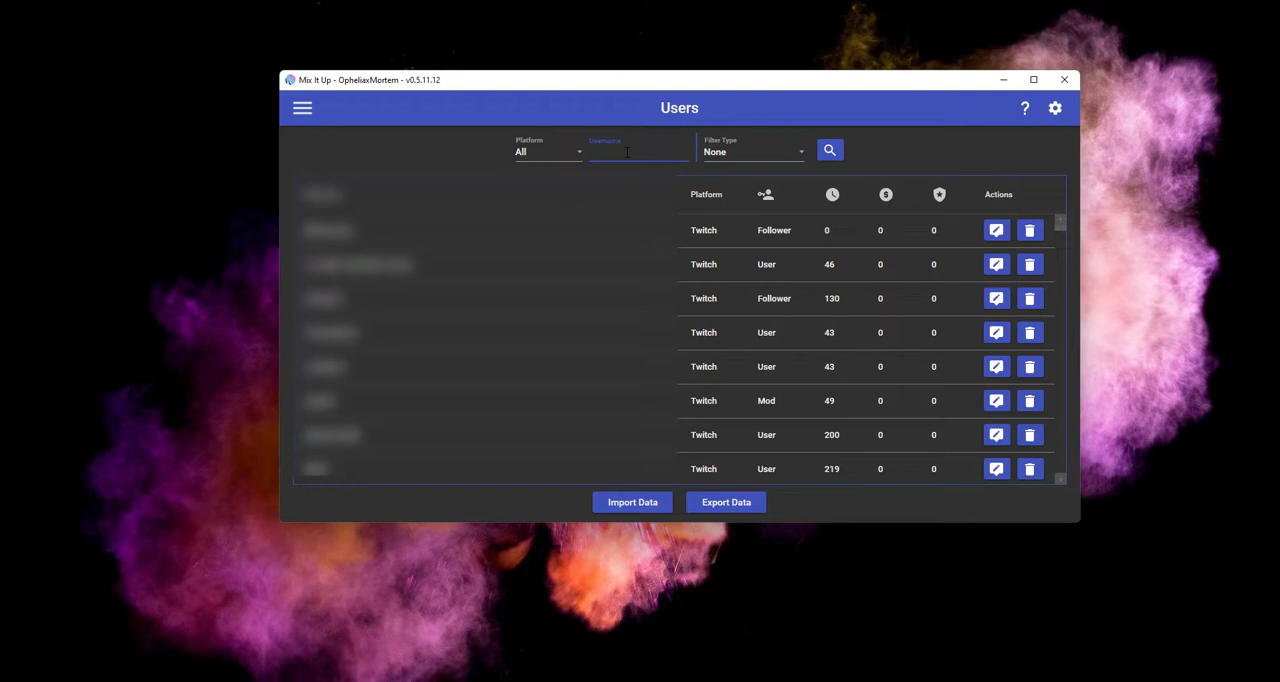 Mix It Up - OpheliaxMortem - v0.5.11.12
Users
?
Platform Username Filter Type
All None
Platform Actions
Twitch Follower 0 0 0
Twitch User 46 0 0
Twitch Follower 130 0 0
Twitch User 43 0 0
Twitch User 43 0 0
Twitch Mod 49 0 0
Twitch User 200 0 0
Twitch User 219 0 0
Import Data Export Data